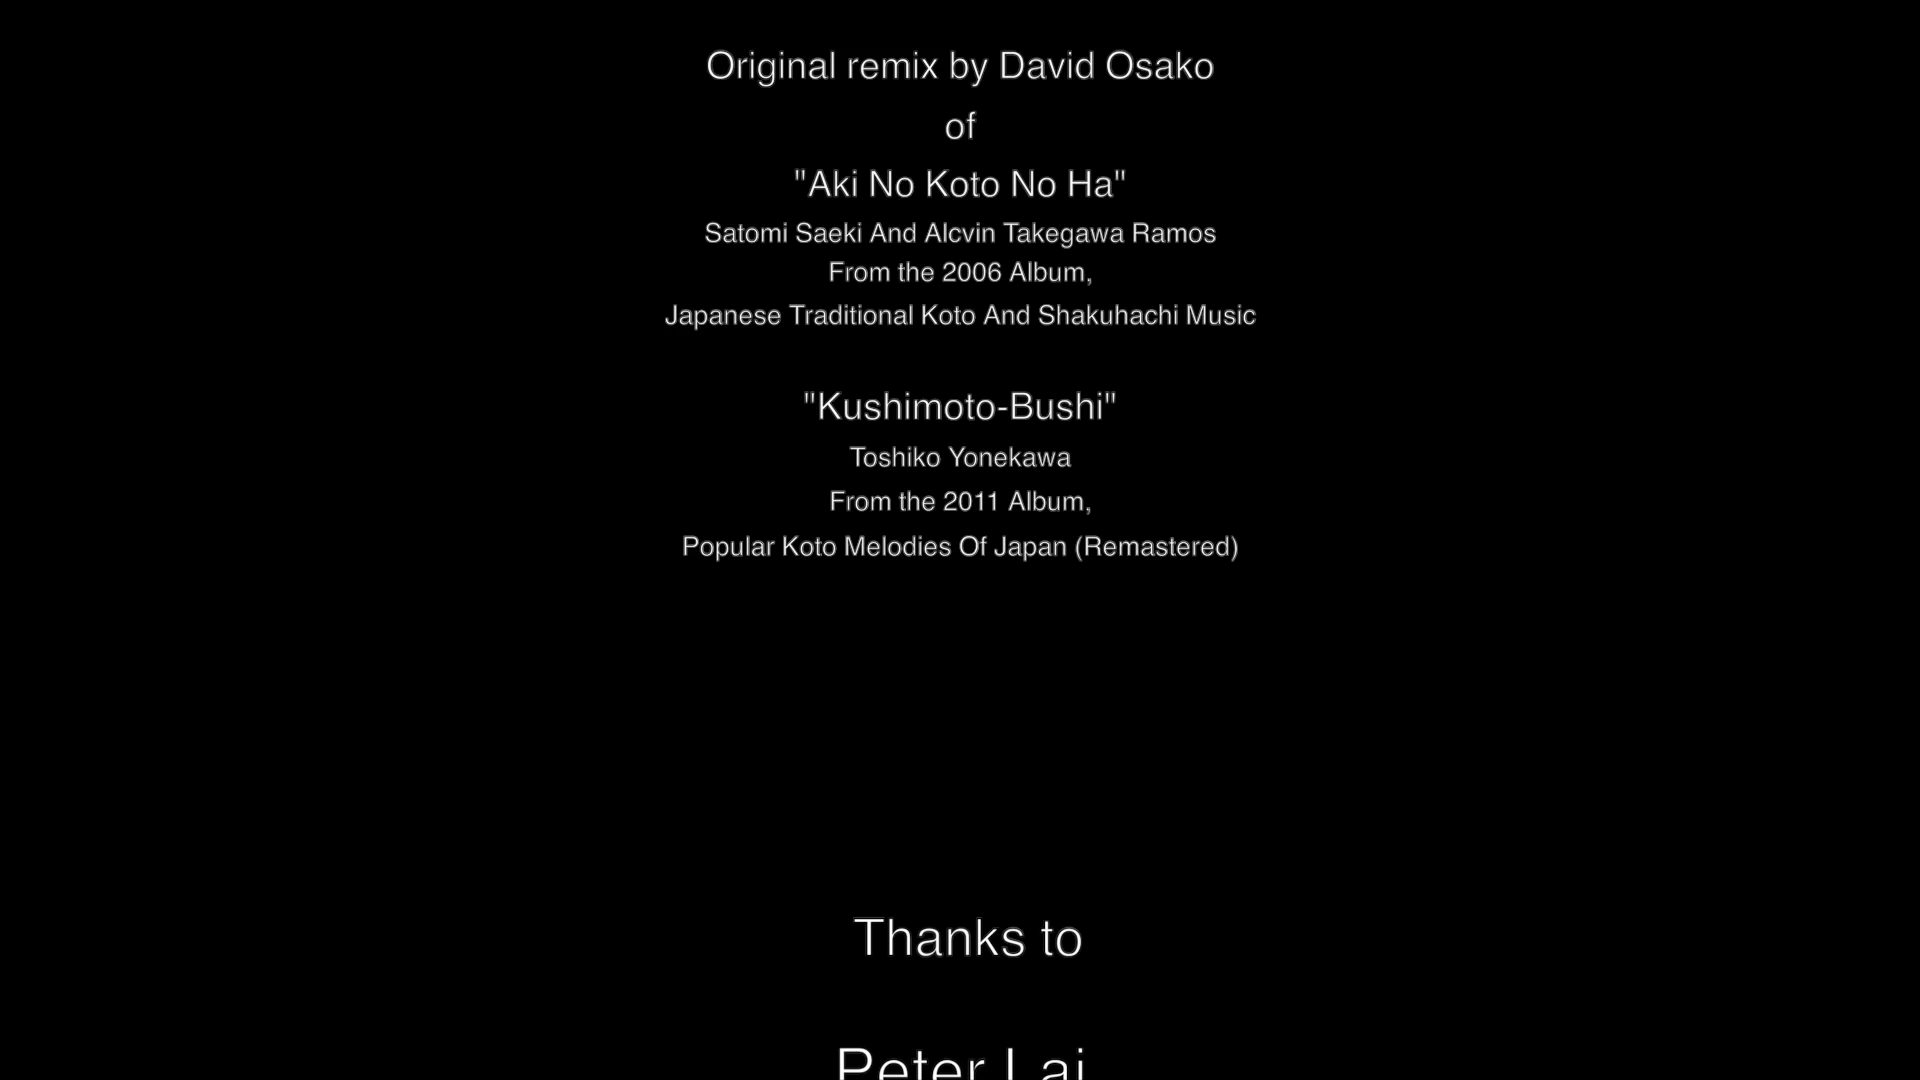 Original remix by David Osako
of
"Aki No Koto No Ha"
Satomi Saeki And Alcvin Takegawa Ramos
From the 2006 Album,
Japanese Traditional Koto And Shakuhachi Music
"Kushimoto-Bushi"
Toshiko Yonekawa
From the 2011 Album,
Popular Koto Melodies Of Japan (Remastered)
Thanks to
Peter Lai